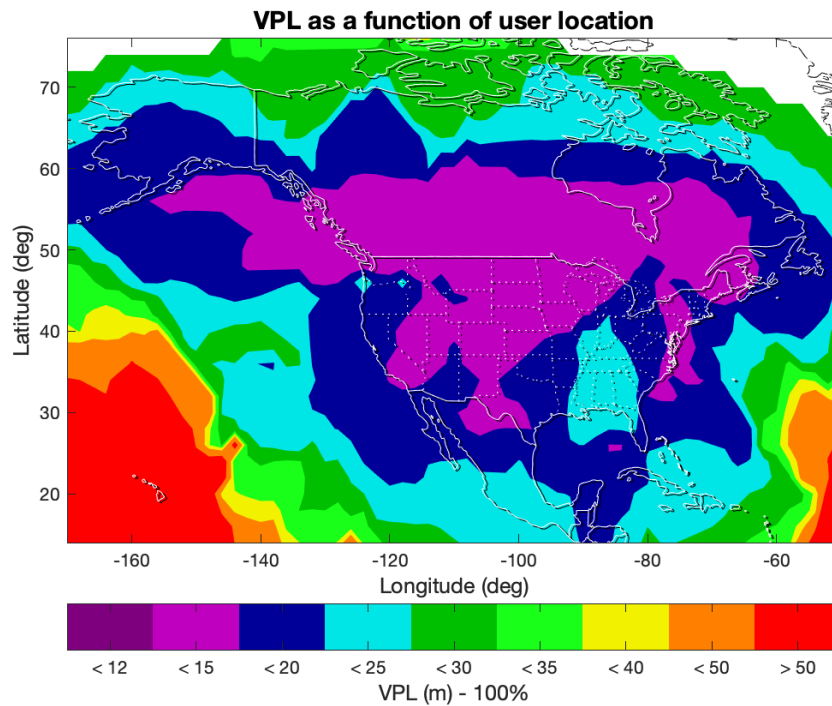 VPL as a function of user location
70
60
50
40
30
20
Latitude (deg)
-160 -140 -120 -100 -80 -60
Longitude (deg)
< 12 < 15 < 20 < 25 < 30 < 35 < 40 < 50 > 50
VPL (m) - 100%